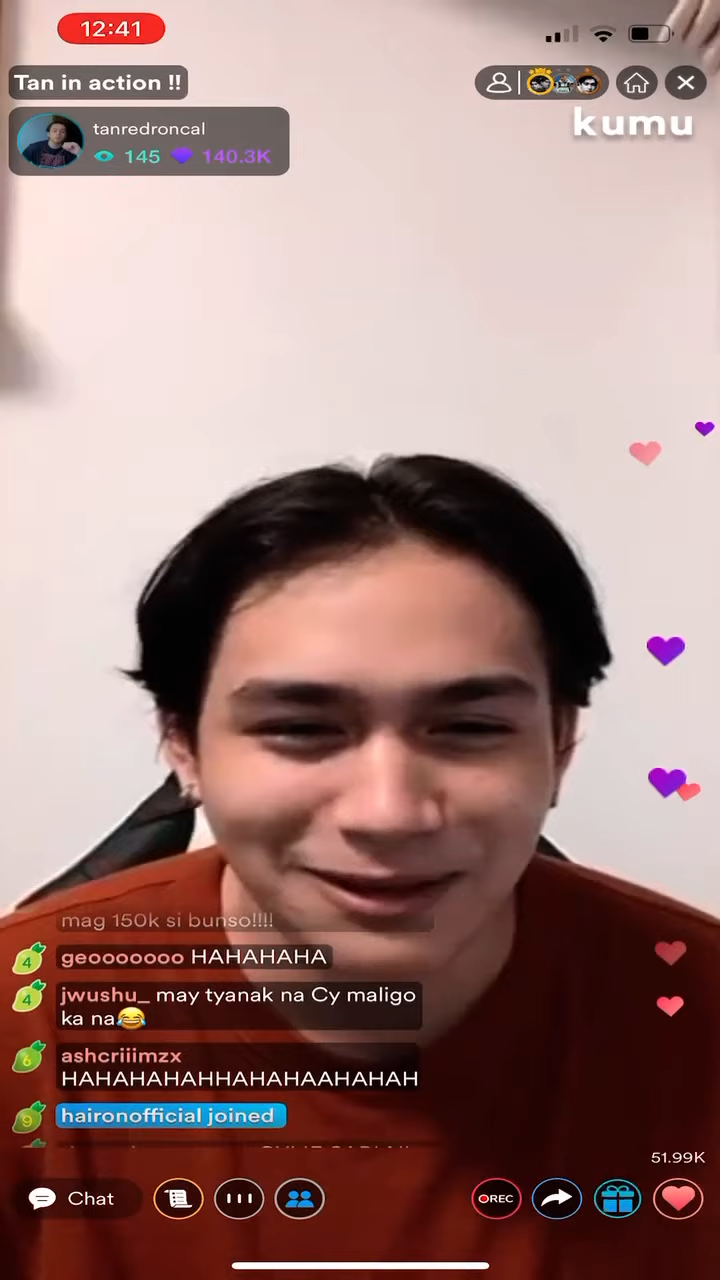 12:41
Tan in action !!
kumu
tanredroncal
145 140.3K
mag 150k si bunso!!!!
4 geooooooo HAHAHAHA
4 jwushu_ may tyanak na Cy maligo
ka na😂
6 ashcriiimzx
HAHAHAHAHHAHAHAAHAHAH
9 haironofficial joined
51.99K
Chat
REC